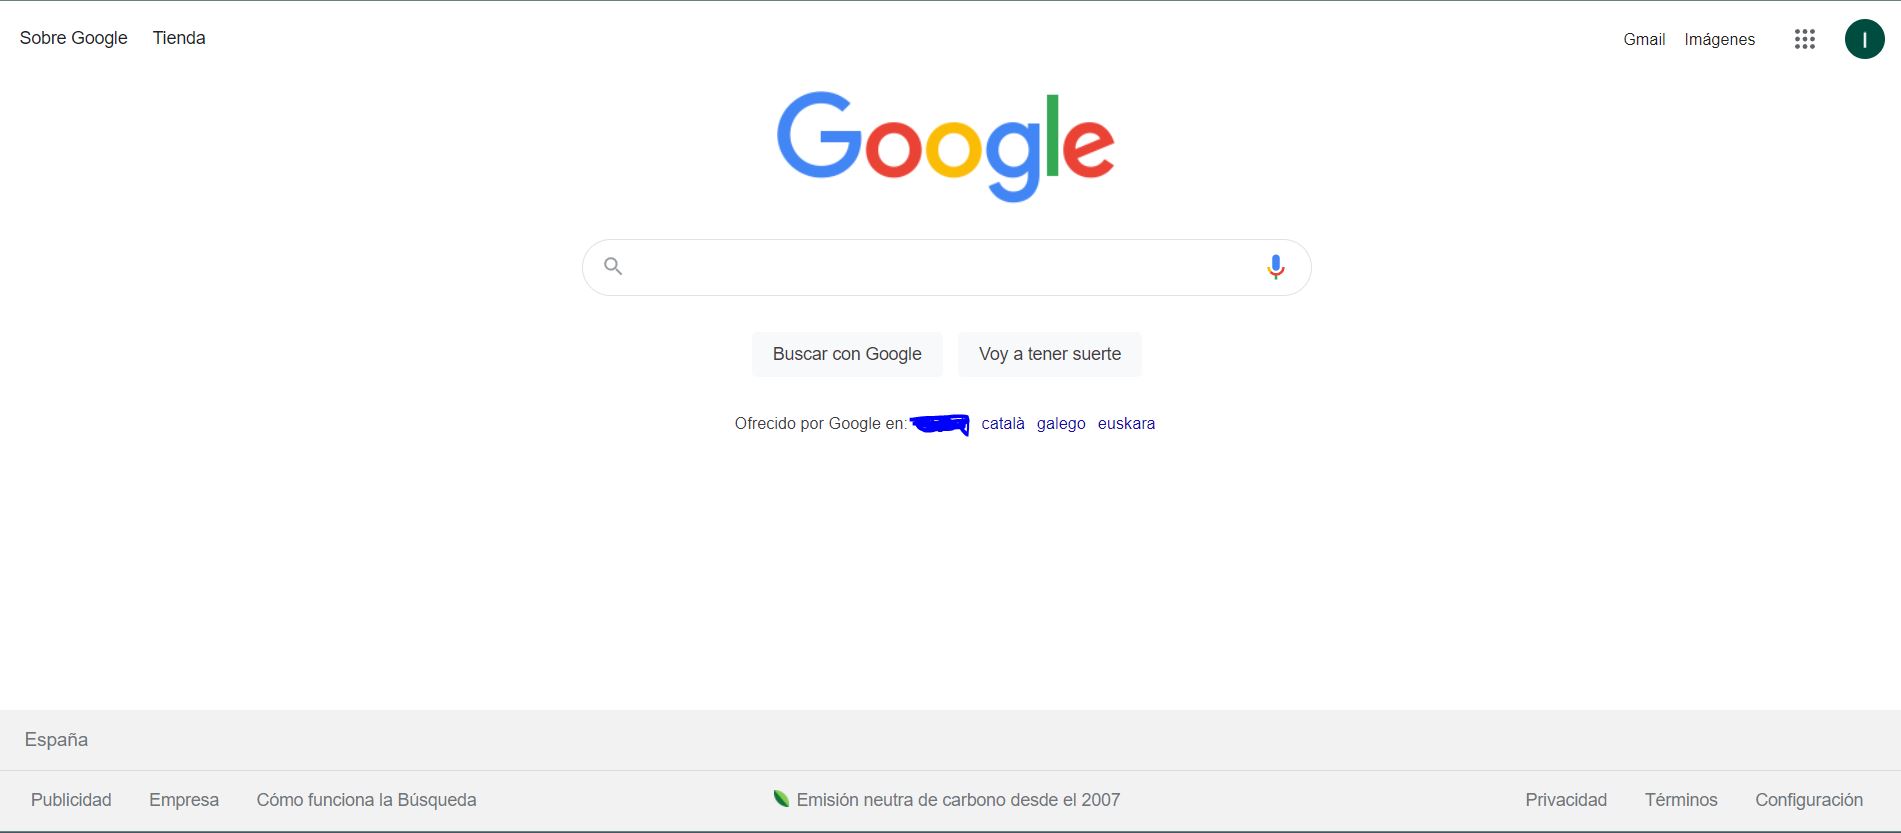 Sobre Google Tienda Gmail Imágenes I
Google
Buscar con Google Voy a tener suerte
Ofrecido por Google en: català galego euskara
España
Publicidad Empresa Cómo funciona la Búsqueda Emisión neutra de carbono desde el 2007 Privacidad Términos Configuración